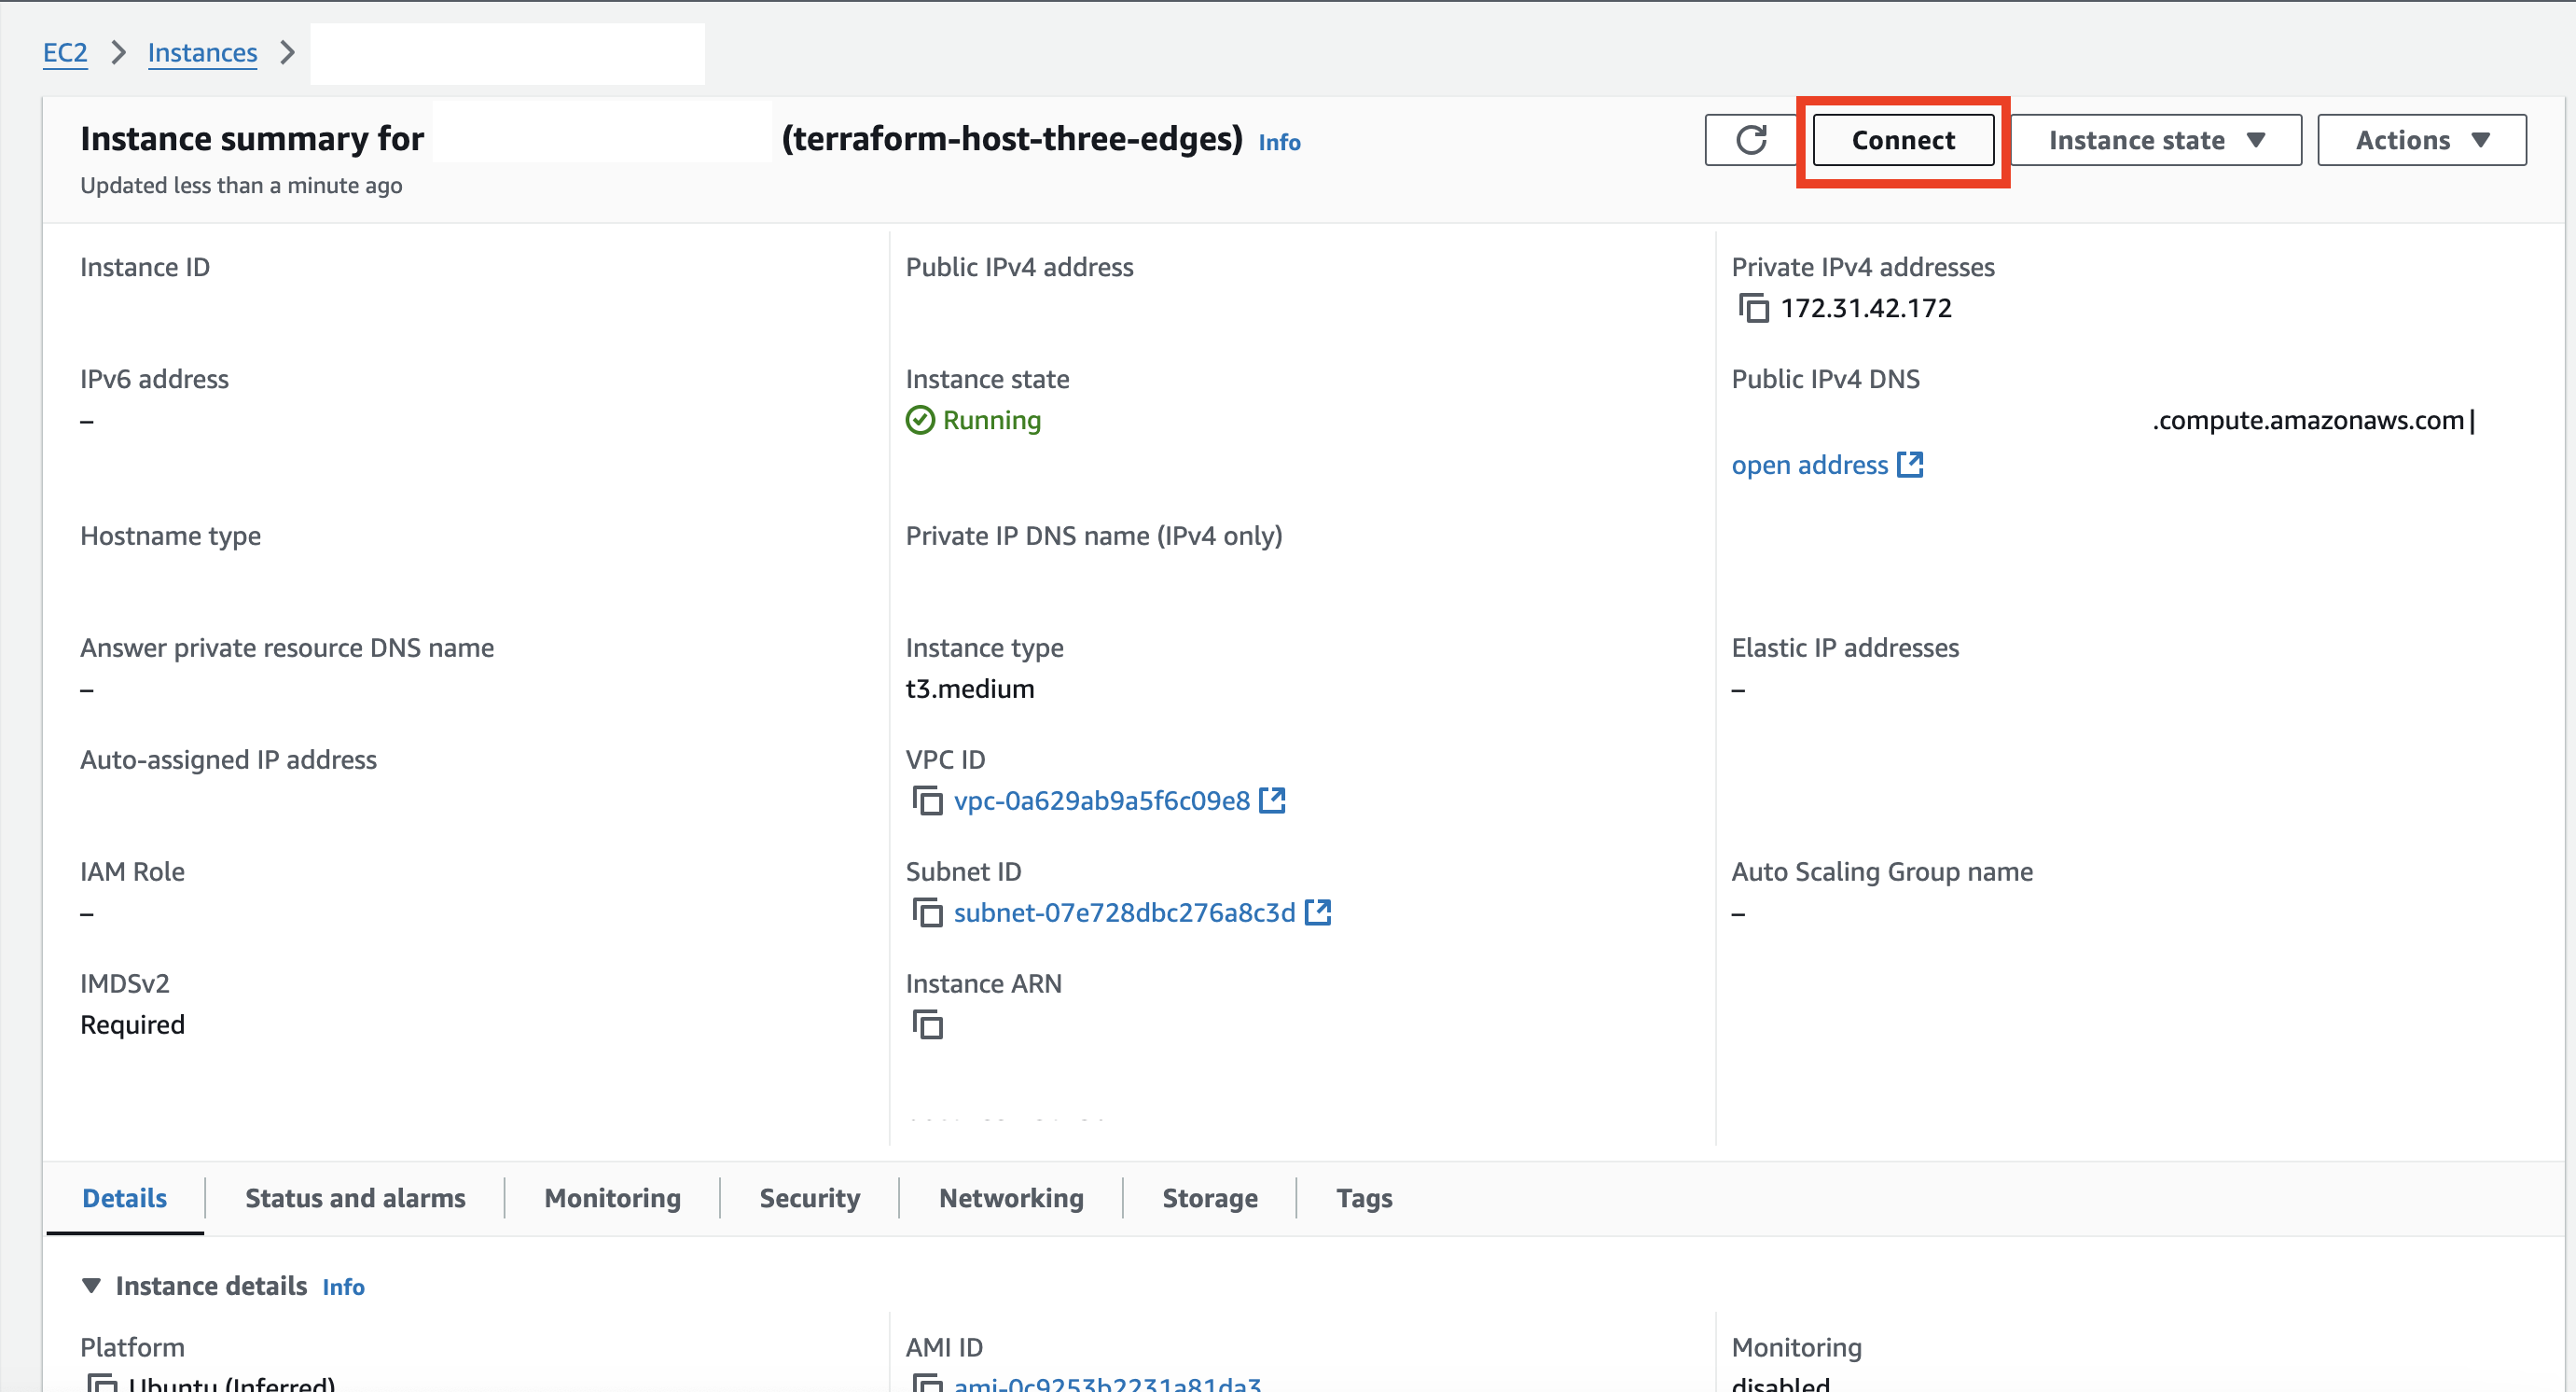 EC2 > Instances >
Instance summary for (terraform-host-three-edges) Info
Connect Instance state Actions
Updated less than a minute ago
Instance ID
Public IPv4 address
Private IPv4 addresses
172.31.42.172
IPv6 address
–
Instance state
Running
Public IPv4 DNS
.compute.amazonaws.com |
open address
Hostname type
Private IP DNS name (IPv4 only)
Answer private resource DNS name
–
Instance type
t3.medium
Elastic IP addresses
–
Auto-assigned IP address
VPC ID
vpc-0a629ab9a5f6c09e8
IAM Role
–
Subnet ID
subnet-07e728dbc276a8c3d
Auto Scaling Group name
–
IMDSv2
Required
Instance ARN
Details Status and alarms Monitoring Security Networking Storage Tags
Instance details Info
Platform
Ubuntu (Inferred)
AMI ID
ami-0c9253b2231a81da3
Monitoring
disabled